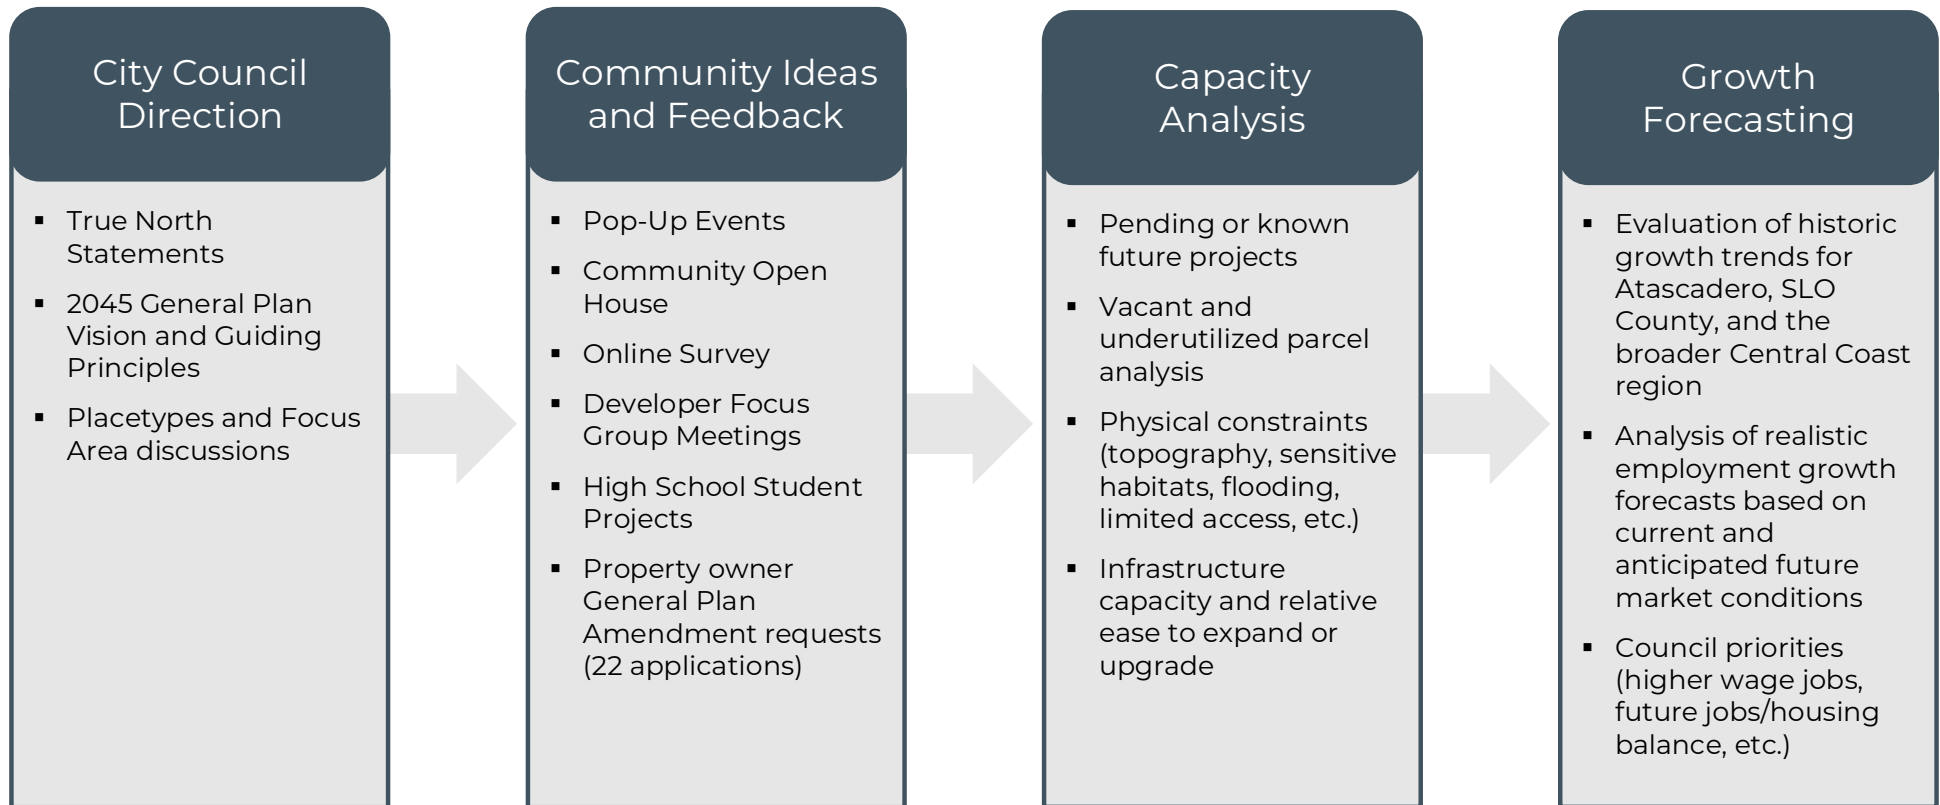 City Council
Direction
▪ True North
Statements
▪ 2045 General Plan
Vision and Guiding
Principles
▪ Placetypes and Focus
Area discussions
Community Ideas
and Feedback
▪ Pop-Up Events
▪ Community Open
House
▪ Online Survey
▪ Developer Focus
Group Meetings
▪ High School Student
Projects
▪ Property owner
General Plan
Amendment requests
(22 applications)
Capacity
Analysis
▪ Pending or known
future projects
▪ Vacant and
underutilized parcel
analysis
▪ Physical constraints
(topography, sensitive
habitats, flooding,
limited access, etc.)
▪ Infrastructure
capacity and relative
ease to expand or
upgrade
Growth
Forecasting
▪ Evaluation of historic
growth trends for
Atascadero, SLO
County, and the
broader Central Coast
region
▪ Analysis of realistic
employment growth
forecasts based on
current and
anticipated future
market conditions
▪ Council priorities
(higher wage jobs,
future jobs/housing
balance, etc.)